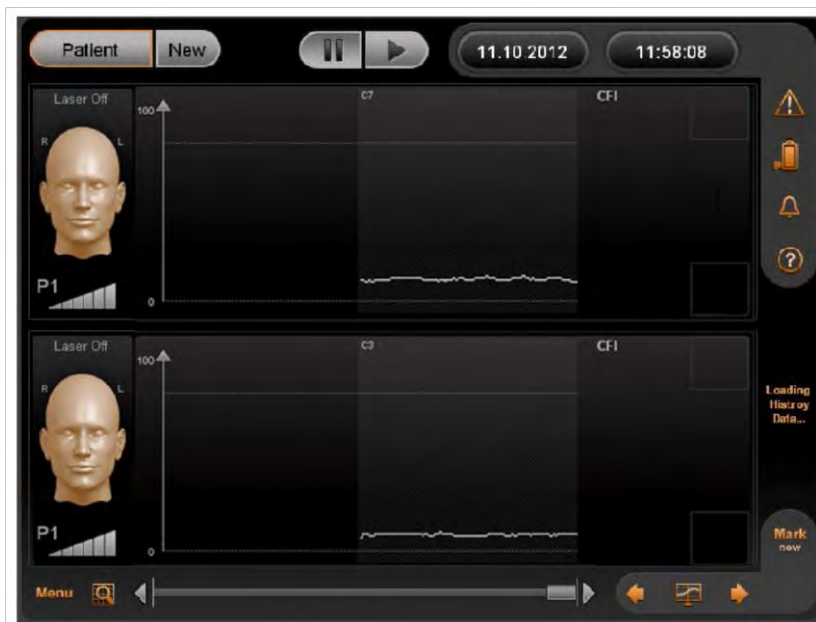 Patient New 11.10.2012 11:58:08
Laser Off 100 C7 CFI
R L
P1
0
Laser Off 100 C3 CFI
R L
Loading
Histroy
Data...
P1
0
Mark
now
Menu